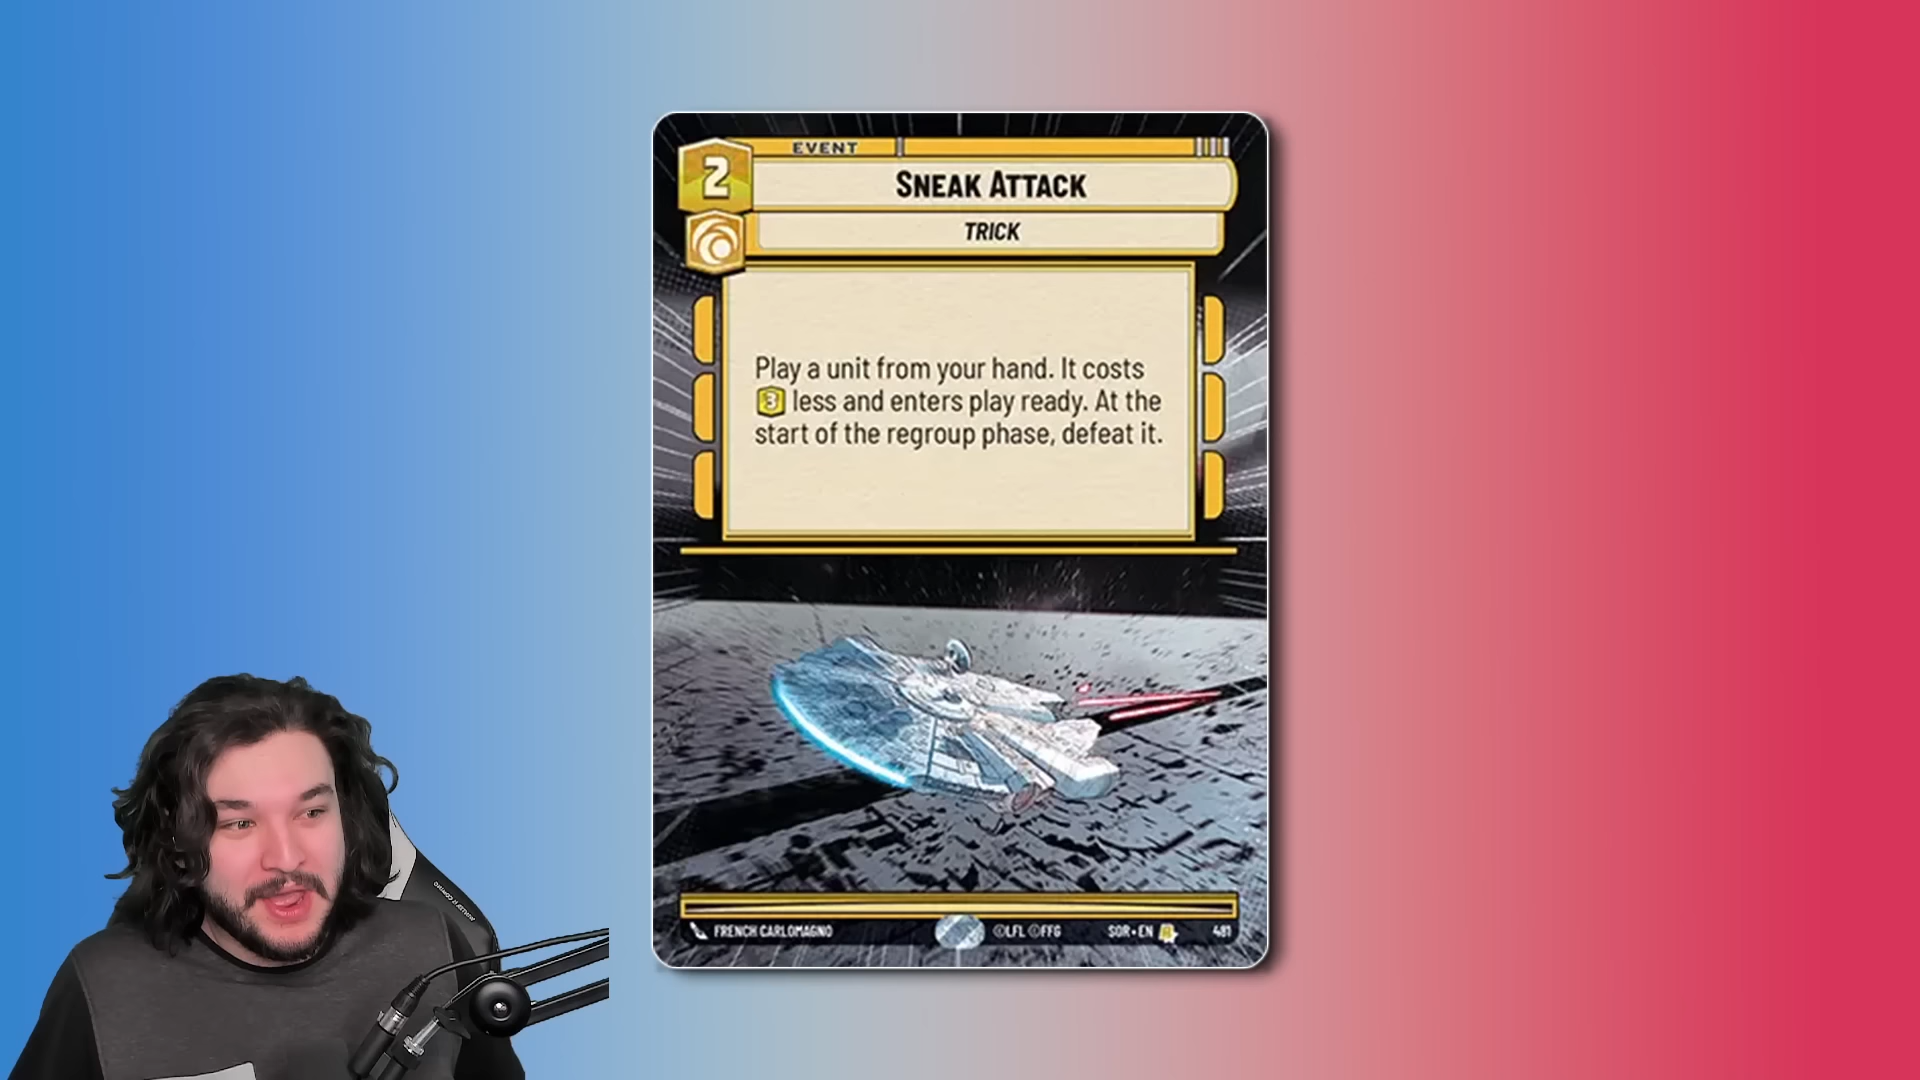 EVENT
2
SNEAK ATTACK
TRICK
Play a unit from your hand. It costs
3 less and enters play ready. At the
start of the regroup phase, defeat it.
FRENCH CARLOMAGNO
©LFL ©FFG
SOR • EN
481